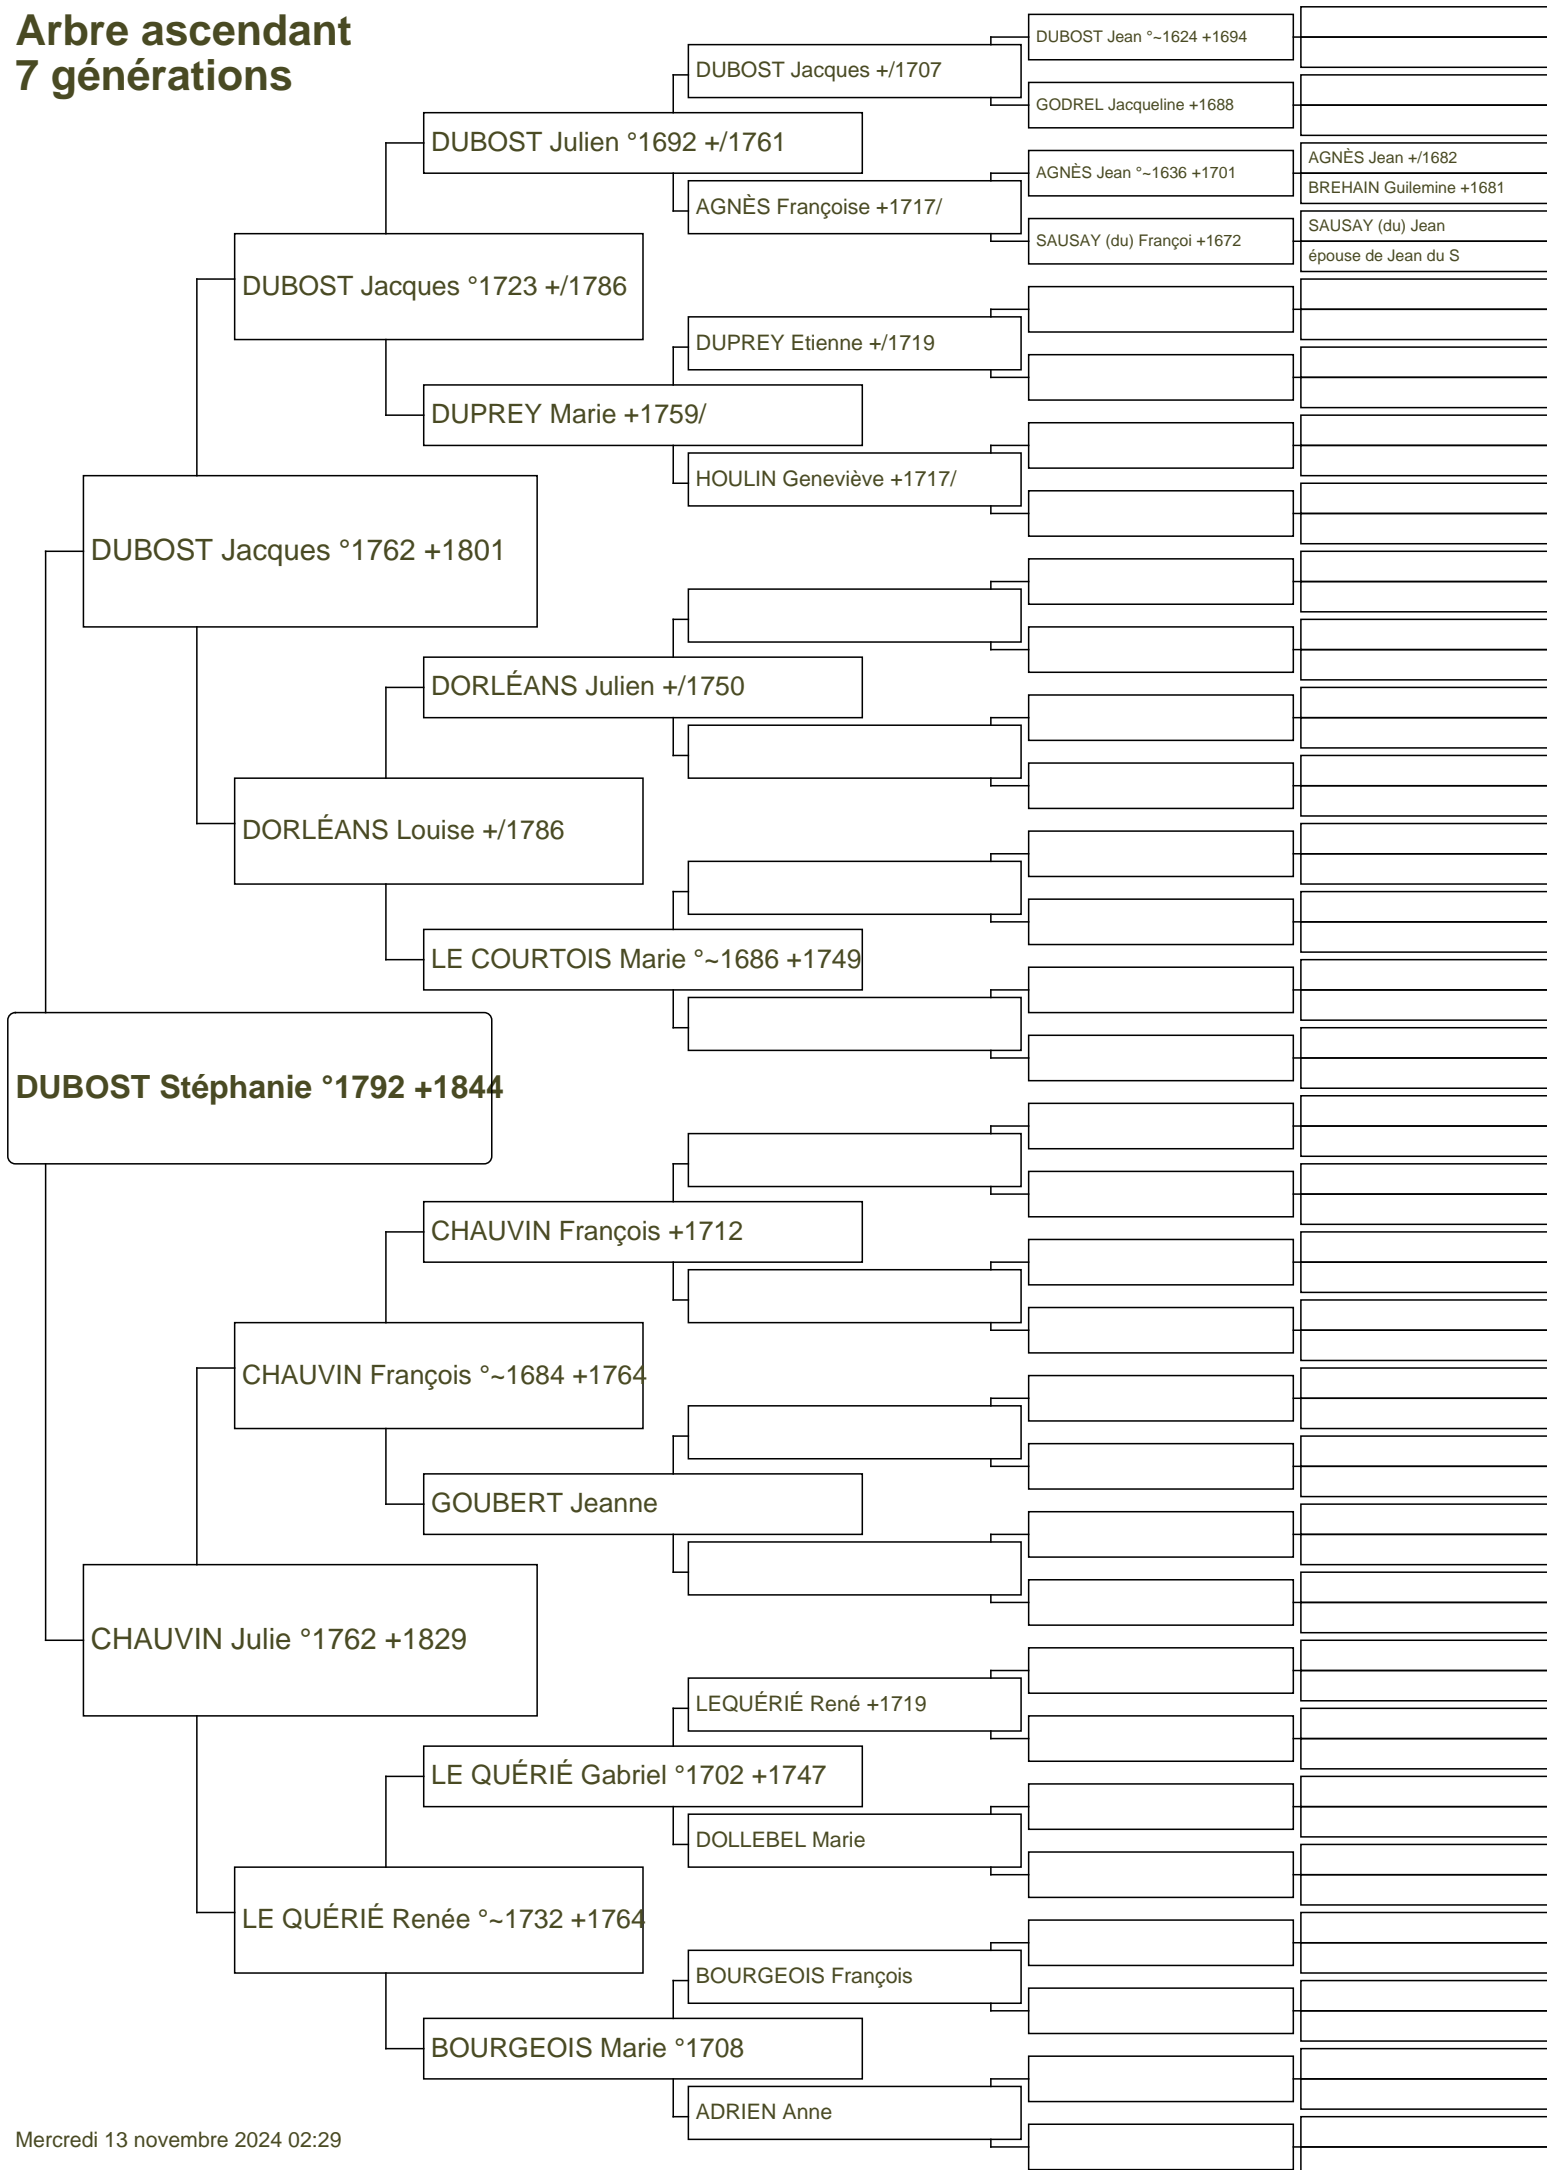 Arbre ascendant
7 générations
DUBOST Jean °~1624 +1694
DUBOST Jacques +/1707
GODREL Jacqueline +1688
DUBOST Julien °1692 +/1761
AGNÈS Jean +/1682
AGNÈS Jean °~1636 +1701
BREHAIN Guilemine +1681
AGNÈS Françoise +1717/
SAUSAY (du) Jean
SAUSAY (du) Françoi +1672
épouse de Jean du S
DUBOST Jacques °1723 +/1786
DUPREY Etienne +/1719
DUPREY Marie +1759/
HOULIN Geneviève +1717/
DUBOST Jacques °1762 +1801
DORLÉANS Julien +/1750
DORLÉANS Louise +/1786
LE COURTOIS Marie °~1686 +1749
DUBOST Stéphanie °1792 +1844
CHAUVIN François +1712
CHAUVIN François °~1684 +1764
GOUBERT Jeanne
CHAUVIN Julie °1762 +1829
LEQUÉRIÉ René +1719
LE QUÉRIÉ Gabriel °1702 +1747
DOLLEBEL Marie
LE QUÉRIÉ Renée °~1732 +1764
BOURGEOIS François
BOURGEOIS Marie °1708
ADRIEN Anne
Mercredi 13 novembre 2024 02:29